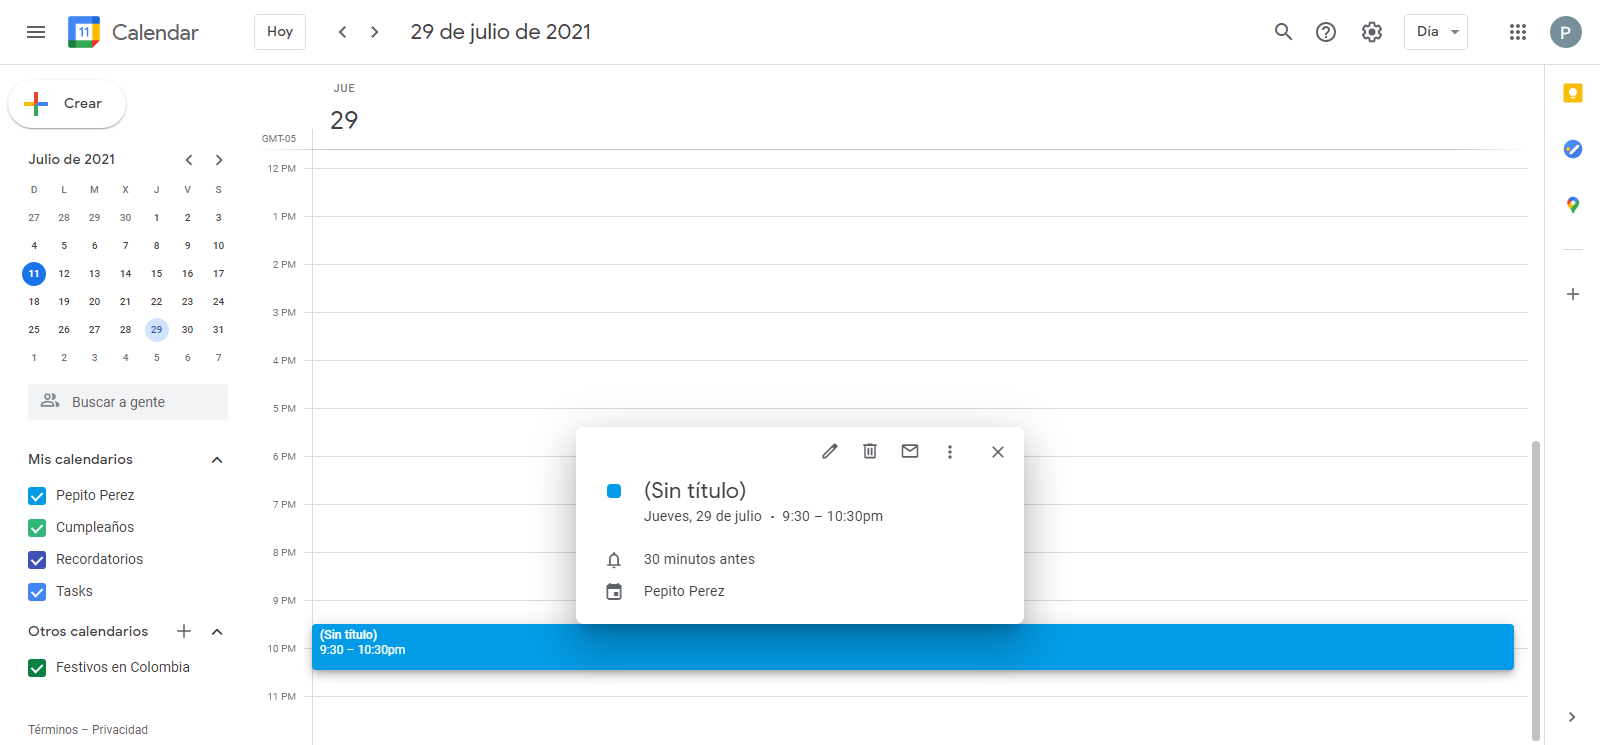 11 Calendar Hoy 29 de julio de 2021 Día P
Crear
Julio de 2021
D L M X J V S
27 28 29 30 1 2 3
4 5 6 7 8 9 10
11 12 13 14 15 16 17
18 19 20 21 22 23 24
25 26 27 28 29 30 31
1 2 3 4 5 6 7
Buscar a gente
Mis calendarios
Pepito Perez
Cumpleaños
Recordatorios
Tasks
Otros calendarios
Festivos en Colombia
Términos – Privacidad
JUE
29
GMT-05
12 PM
1 PM
2 PM
3 PM
4 PM
5 PM
6 PM
7 PM
8 PM
9 PM
10 PM
11 PM
(Sin título)
Jueves, 29 de julio • 9:30 – 10:30pm
30 minutos antes
Pepito Perez
(Sin título)
9:30 – 10:30pm